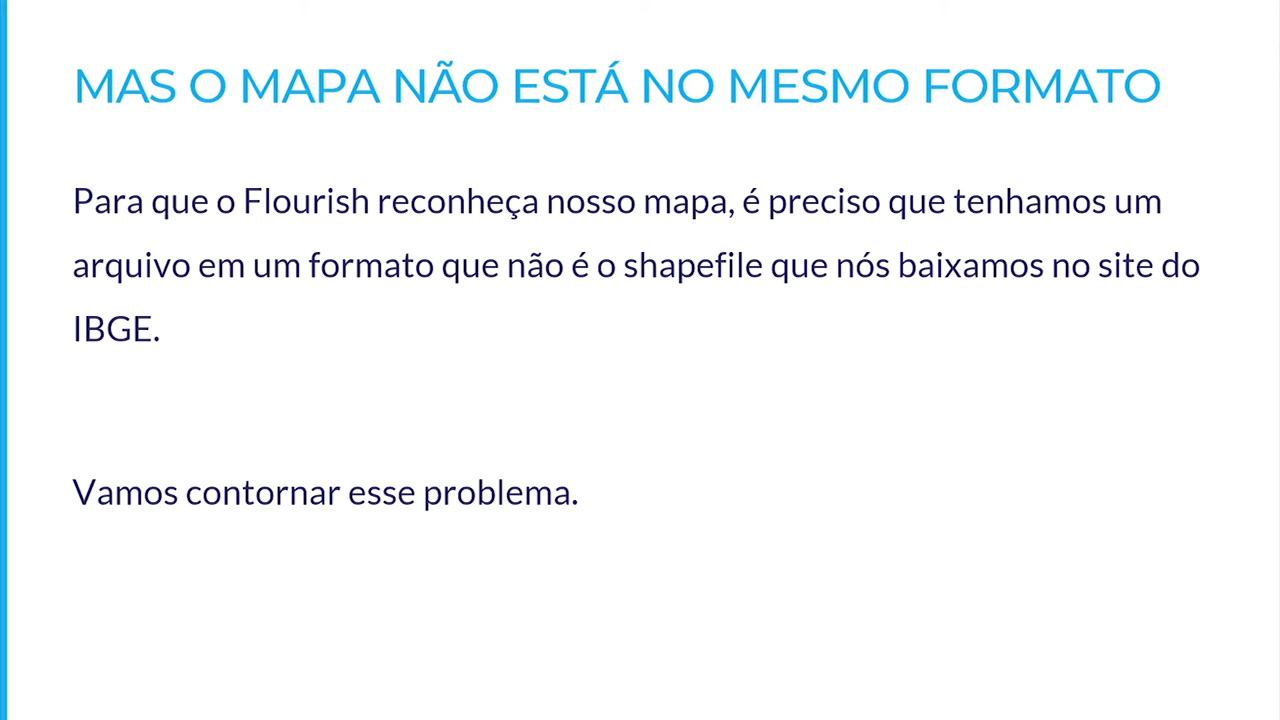 MAS O MAPA NÃO ESTÁ NO MESMO FORMATO
Para que o Flourish reconheça nosso mapa, é preciso que tenhamos um
arquivo em um formato que não é o shapefile que nós baixamos no site do
IBGE.
Vamos contornar esse problema.